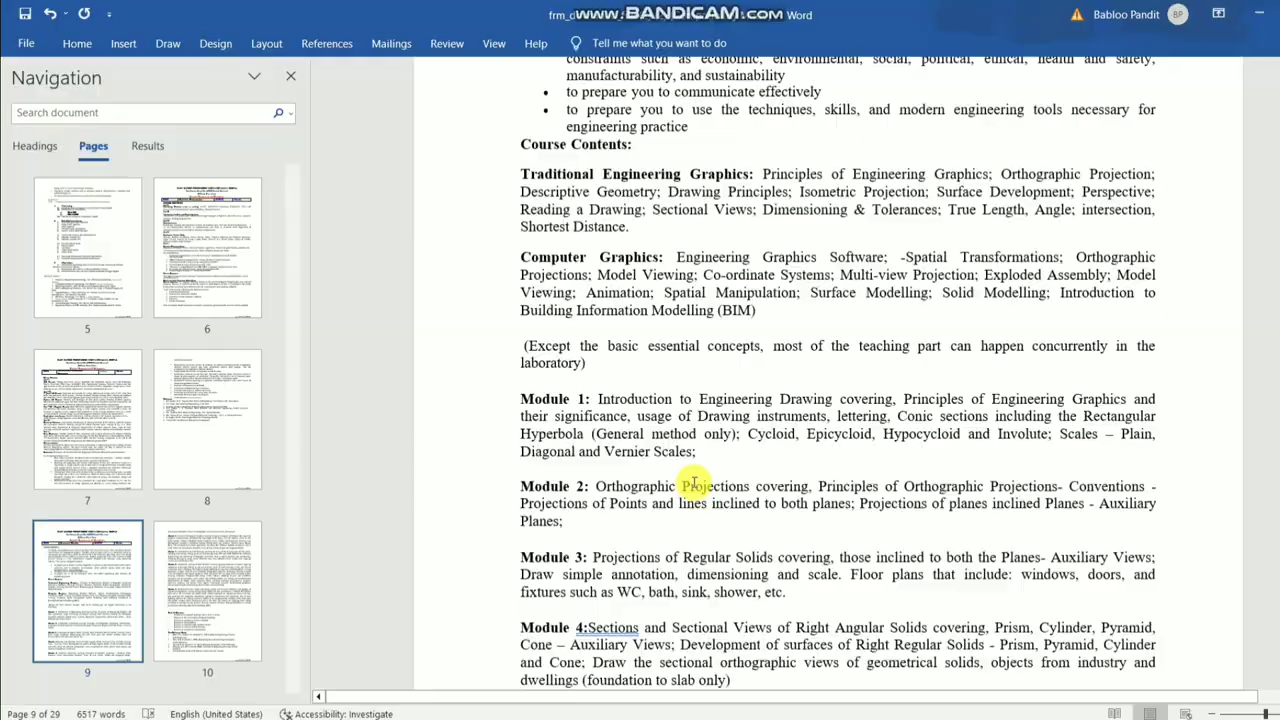 frm_d
www.BANDICAM.com
Word
Babloo Pandit
BP
File Home Insert Draw Design Layout References Mailings Review View Help Tell me what you want to do
Navigation
Search document
Headings Pages Results
5 6
7 8
9 10
constraints such as economic, environmental, social, political, ethical, health and safety,
manufacturability, and sustainability
• to prepare you to communicate effectively
• to prepare you to use the techniques, skills, and modern engineering tools necessary for
engineering practice
Course Contents:
Traditional Engineering Graphics: Principles of Engineering Graphics; Orthographic Projection;
Descriptive Geometry; Drawing Principles; Isometric Projection; Surface Development; Perspective;
Reading a Drawing; Sectional Views; Dimensioning & Tolerances; True Length, Angle; intersection,
Shortest Distance.
Computer Graphics: Engineering Graphics Software; -Spatial Transformations; Orthographic
Projections; Model Viewing; Co-ordinate Systems; Multi-view Projection; Exploded Assembly; Model
Viewing; Animation; Spatial Manipulation; Surface Modelling; Solid Modelling; Introduction to
Building Information Modelling (BIM)
(Except the basic essential concepts, most of the teaching part can happen concurrently in the
laboratory)
Module 1: Introduction to Engineering Drawing covering, Principles of Engineering Graphics and
their significance, usage of Drawing instruments, lettering, Conic sections including the Rectangular
Hyperbola (General method only); Cycloid, Epicycloid, Hypocycloid and Involute; Scales – Plain,
Diagonal and Vernier Scales;
Module 2: Orthographic Projections covering, Principles of Orthographic Projections- Conventions -
Projections of Points and lines inclined to both planes; Projections of planes inclined Planes - Auxiliary
Planes;
Module 3: Projections of Regular Solids covering, those inclined to both the Planes- Auxiliary Views;
Draw simple annotation, dimensioning and scale. Floor plans that include: windows, doors, and
fixtures such as WC, bath, sink, shower, etc.
Module 4:Sections and Sectional Views of Right Angular Solids covering, Prism, Cylinder, Pyramid,
Cone – Auxiliary Views; Development of surfaces of Right Regular Solids - Prism, Pyramid, Cylinder
and Cone; Draw the sectional orthographic views of geometrical solids, objects from industry and
dwellings (foundation to slab only)
Page 9 of 29 6517 words English (United States) Accessibility: Investigate